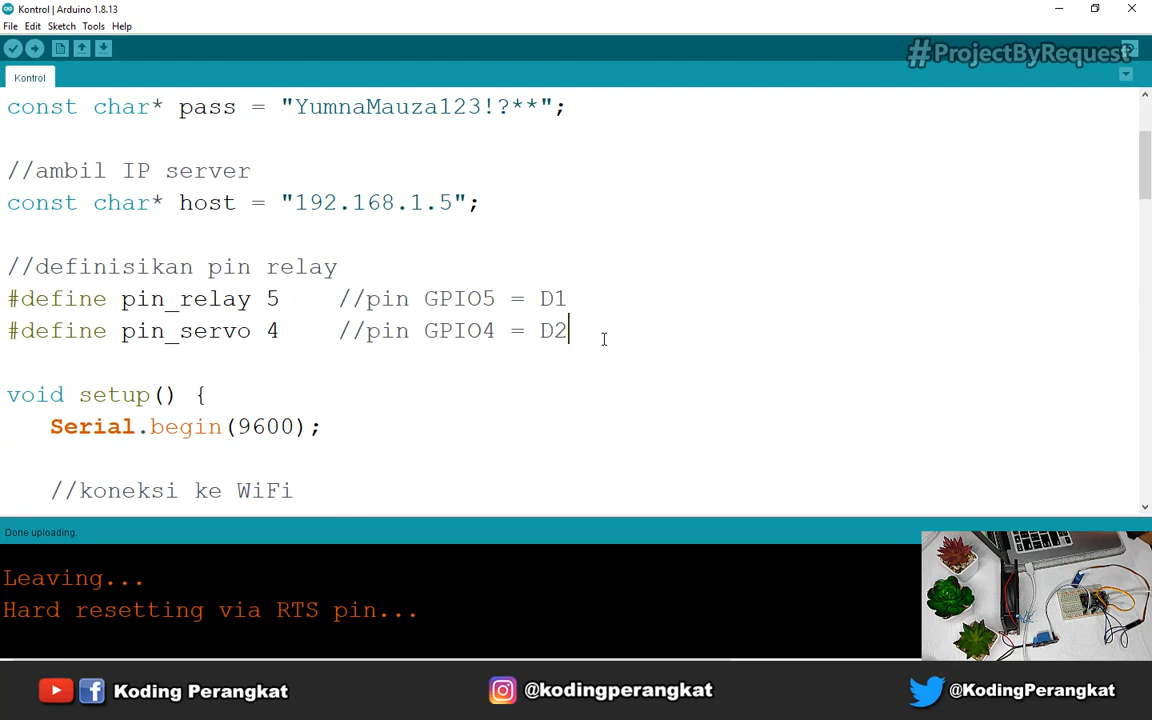 Kontrol | Arduino 1.8.13
File Edit Sketch Tools Help
#ProjectByRequest
Kontrol
const char* pass = "YumnaMauza123!?**";
//ambil IP server
const char* host = "192.168.1.5";
//definisikan pin relay
#define pin_relay 5    //pin GPIO5 = D1
#define pin_servo 4    //pin GPIO4 = D2
void setup() {
Serial.begin(9600);
//koneksi ke WiFi
Done uploading.
Leaving...
Hard resetting via RTS pin...
Koding Perangkat
@kodingperangkat
@KodingPerangkat